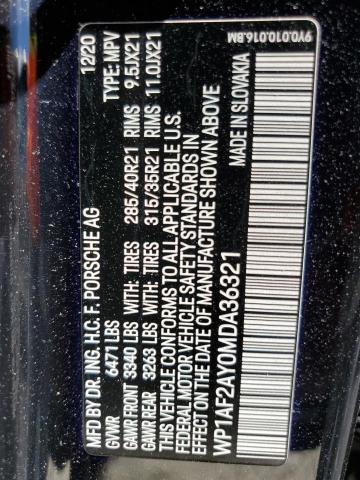 MFD BY DR. ING. H.C. F. PORSCHE AG 12/20
GVWR 6471 LBS TYPE: MPV
GAWR FRONT 3340 LBS WITH: TIRES 285/40R21 RIMS 9.5JX21
GAWR REAR 3263 LBS WITH: TIRES 315/35R21 RIMS 11.0JX21
THIS VEHICLE CONFORMS TO ALL APPLICABLE U.S.
FEDERAL MOTOR VEHICLE SAFETY STANDARDS IN
EFFECT ON THE DATE OF MANUFACTURE SHOWN ABOVE
WP1AF2AY0MDA36321 MADE IN SLOVAKIA
9Y0.010.016.BM